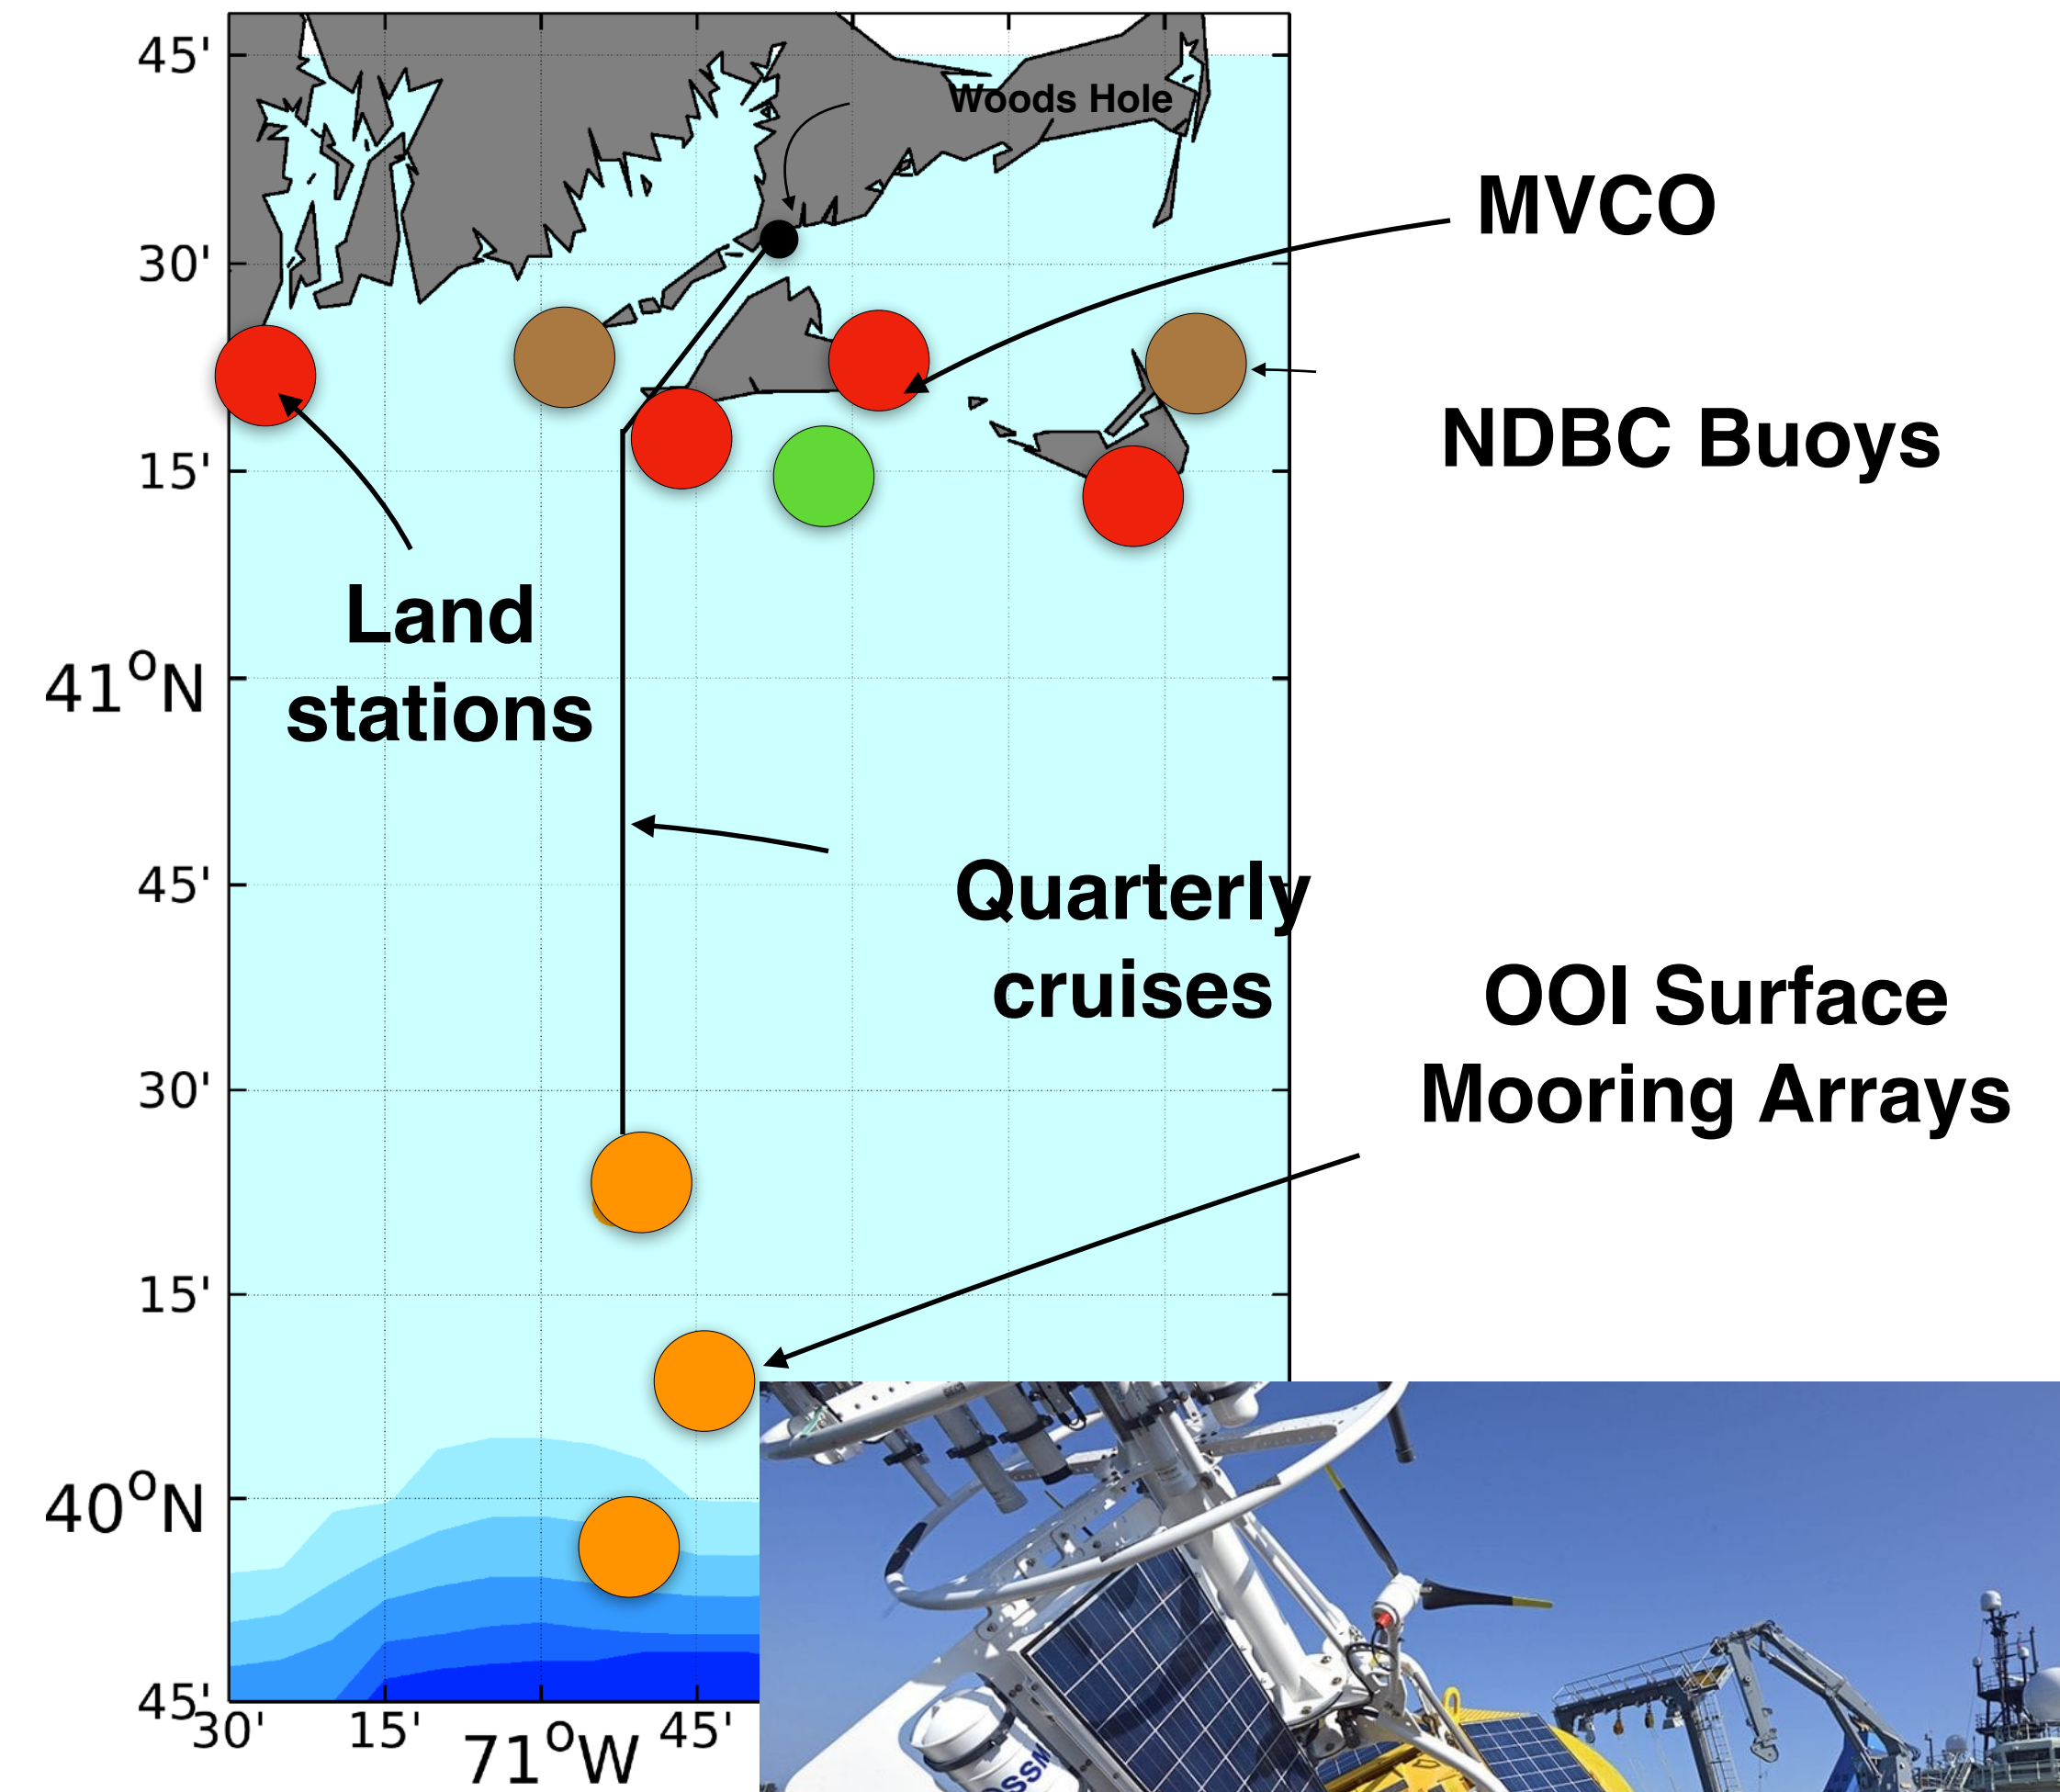 45'
Woods Hole
MVCO
30'
NDBC Buoys
15'
Land
stations
41°N
45'
Quarterly
cruises
OOI Surface
Mooring Arrays
30'
15'
40°N
45'
30'
15'
71°W
45'
OSSM